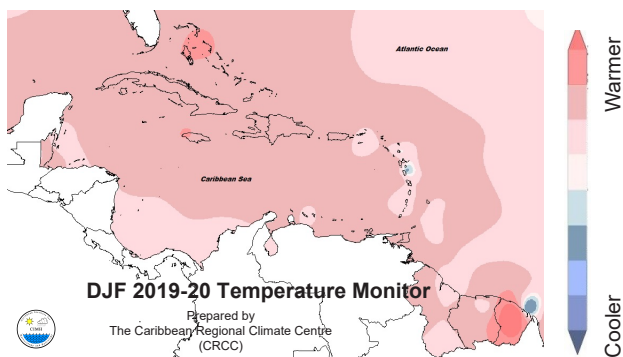 Atlantic Ocean
Caribbean Sea
DJF 2019-20 Temperature Monitor
Prepared by
The Caribbean Regional Climate Centre
(CRCC)
CIMH
Warmer
Cooler